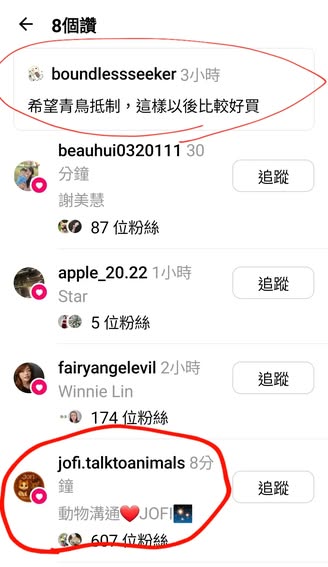 8個讚
boundlessseeker 3小時
希望青鳥抵制，這樣以後比較好買
beauhui0320111 30
分鐘
謝美慧
87 位粉絲
追蹤
apple_20.22 1小時
Star
5 位粉絲
追蹤
fairyangelevil 2小時
Winnie Lin
174 位粉絲
追蹤
jofi.talktoanimals 8分
鐘
動物溝通❤️JOFI🎇
607 位粉絲
追蹤